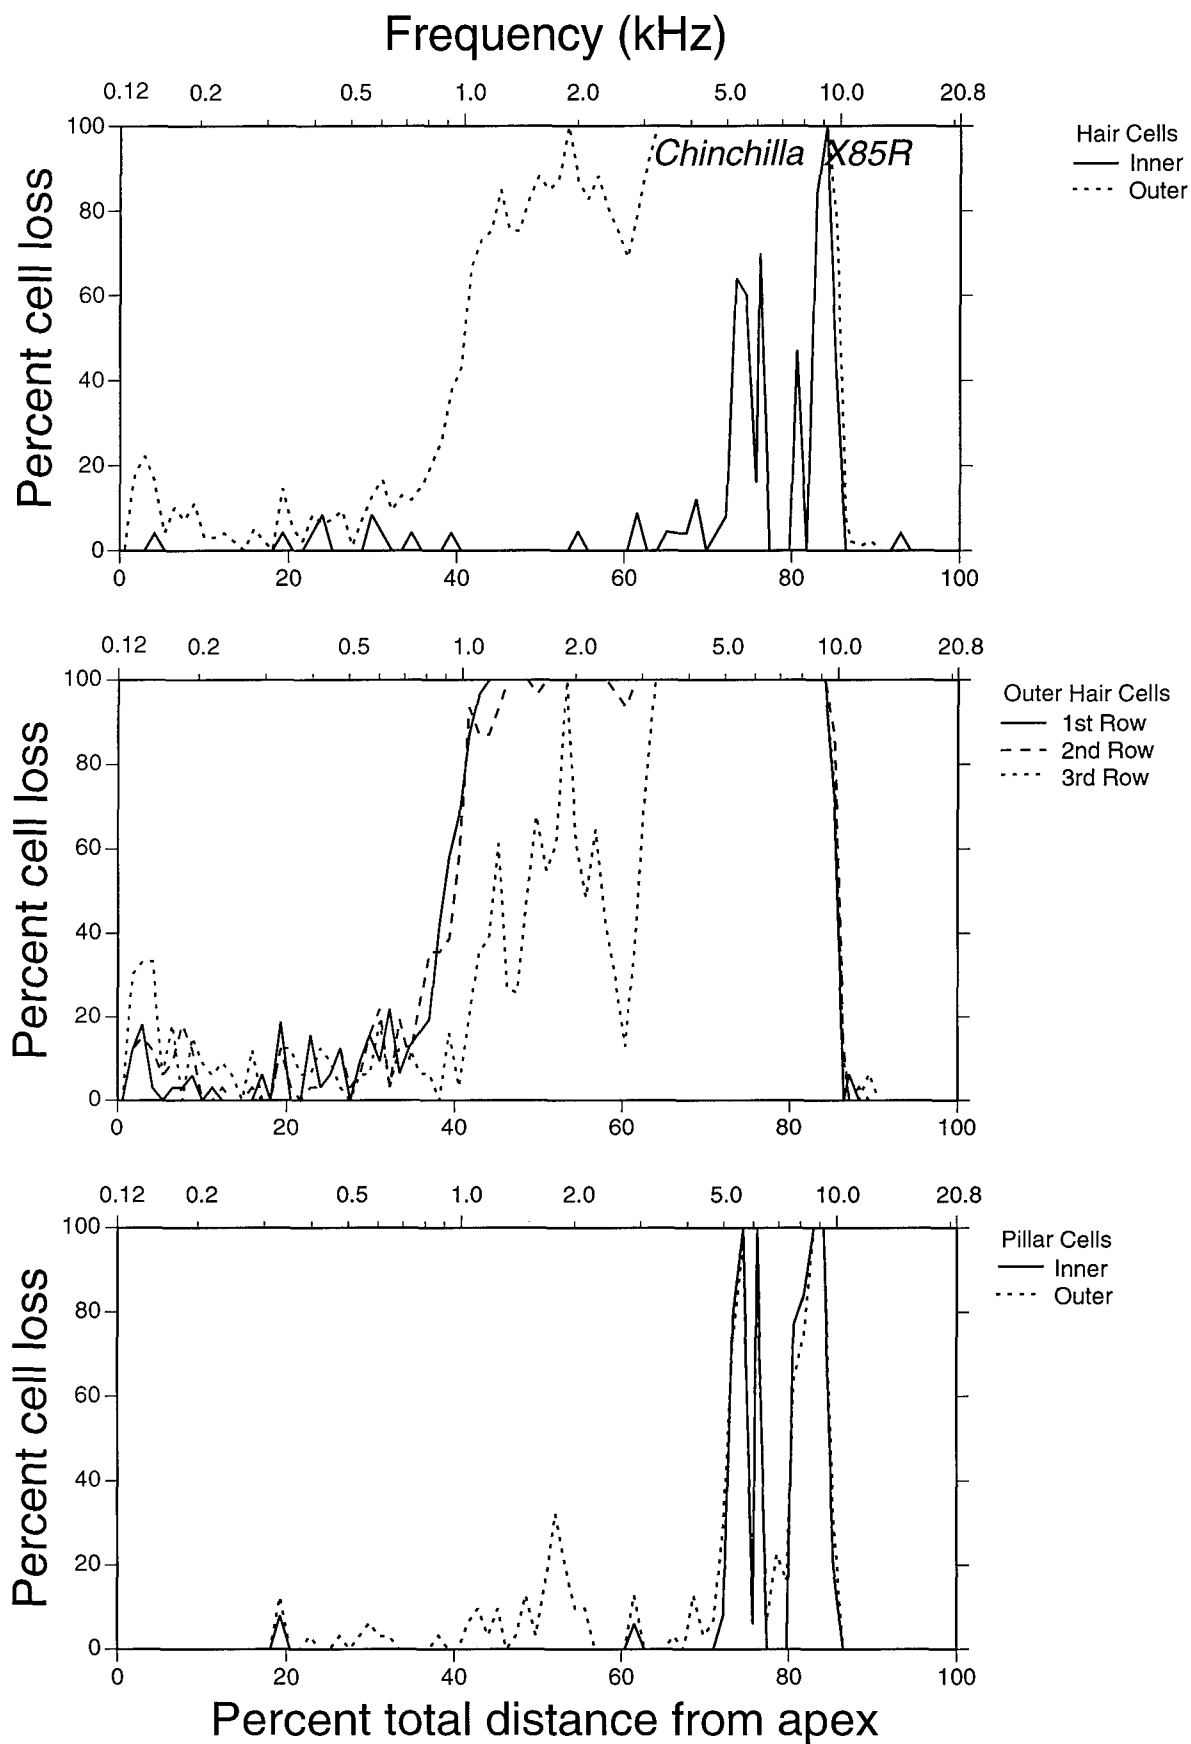 Frequency (kHz)
0.12 0.2 0.5 1.0 2.0 5.0 10.0 20.8
100
80
60
40
20
0
Percent cell loss
Chinchilla X85R
Hair Cells
Inner
Outer
0 20 40 60 80 100
0.12 0.2 0.5 1.0 2.0 5.0 10.0 20.8
100
80
60
40
20
0
Percent cell loss
Outer Hair Cells
1st Row
2nd Row
3rd Row
0 20 40 60 80 100
0.12 0.2 0.5 1.0 2.0 5.0 10.0 20.8
100
80
60
40
20
0
Percent cell loss
Pillar Cells
Inner
Outer
0 20 40 60 80 100
Percent total distance from apex